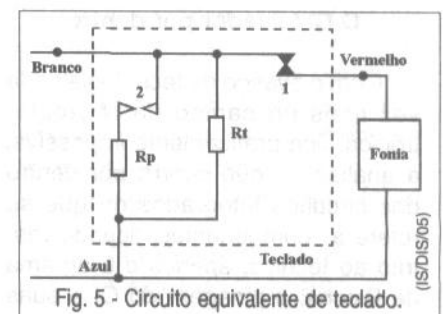 Branco
2
Vermelho
1
Rt
Rp
Fonia
Azul
Teclado
(IS/DIS/05)
Fig. 5 - Circuito equivalente de teclado.